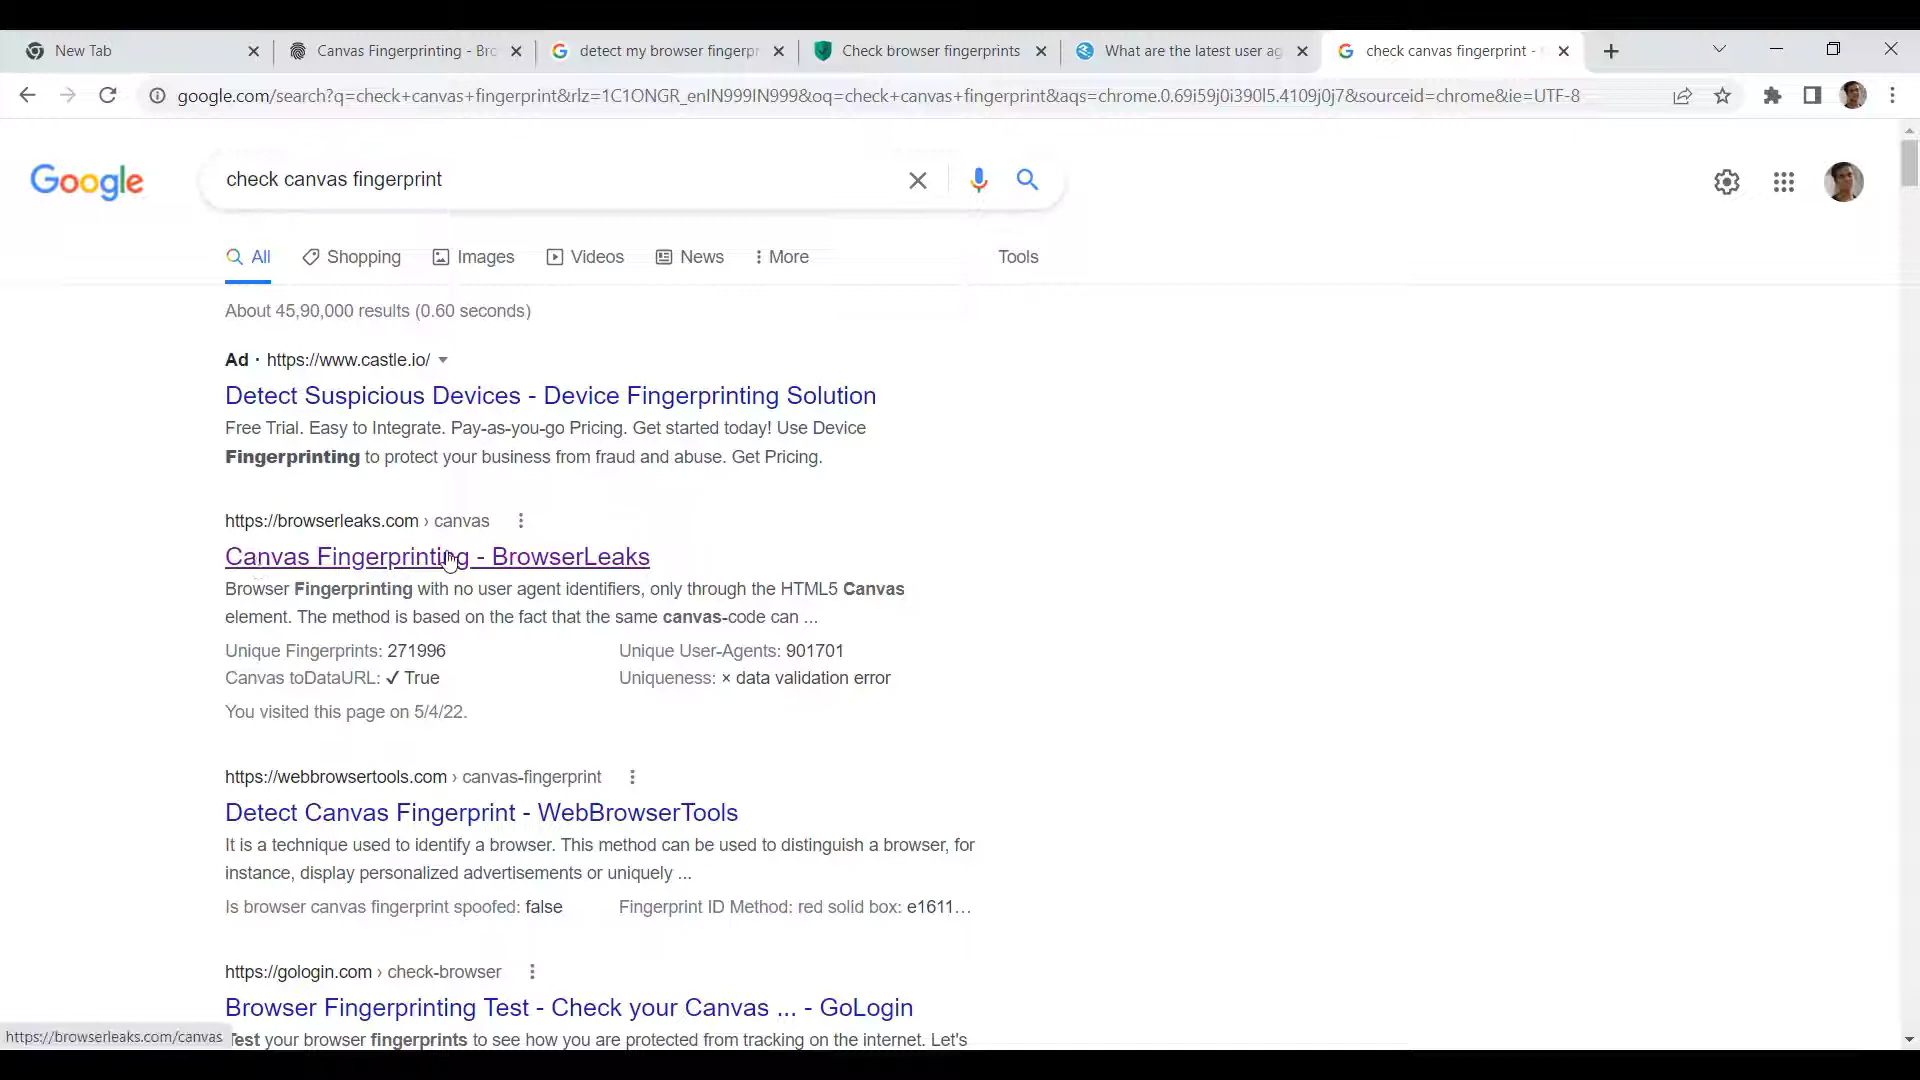 New Tab
Canvas Fingerprinting - Bro
detect my browser fingerpr
Check browser fingerprints
What are the latest user ag
check canvas fingerprint -
google.com/search?q=check+canvas+fingerprint&rlz=1C1ONGR_enIN999IN999&oq=check+canvas+fingerprint&aqs=chrome.0.69i59j0i390l5.4109j0j7&sourceid=chrome&ie=UTF-8
Google
check canvas fingerprint
All
Shopping
Images
Videos
News
More
Tools
About 45,90,000 results (0.60 seconds)
Ad · https://www.castle.io/
Detect Suspicious Devices - Device Fingerprinting Solution
Free Trial. Easy to Integrate. Pay-as-you-go Pricing. Get started today! Use Device
Fingerprinting to protect your business from fraud and abuse. Get Pricing.
https://browserleaks.com › canvas
Canvas Fingerprinting - BrowserLeaks
Browser Fingerprinting with no user agent identifiers, only through the HTML5 Canvas
element. The method is based on the fact that the same canvas-code can ...
Unique Fingerprints: 271996
Unique User-Agents: 901701
Canvas toDataURL: ✓ True
Uniqueness: × data validation error
You visited this page on 5/4/22.
https://webbrowsertools.com › canvas-fingerprint
Detect Canvas Fingerprint - WebBrowserTools
It is a technique used to identify a browser. This method can be used to distinguish a browser, for
instance, display personalized advertisements or uniquely ...
Is browser canvas fingerprint spoofed: false
Fingerprint ID Method: red solid box: e1611…
https://gologin.com › check-browser
Browser Fingerprinting Test - Check your Canvas ... - GoLogin
Test your browser fingerprints to see how you are protected from tracking on the internet. Let's
https://browserleaks.com/canvas